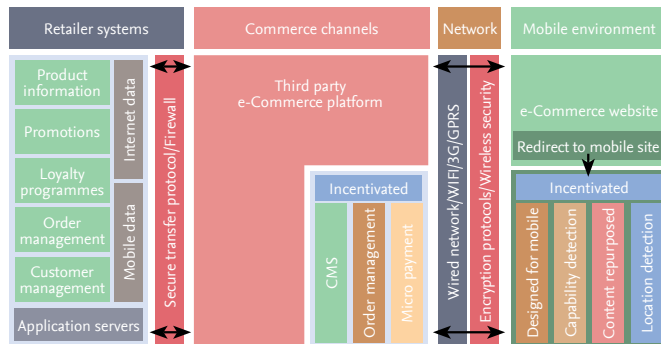 Retailer systems
Commerce channels
Network
Mobile environment
Product
information
Promotions
Loyalty
programmes
Order
management
Customer
management
Internet data
Mobile data
Application servers
Secure transfer protocol/Firewall
Third party
e-Commerce platform
Incentivated
CMS
Order management
Micro payment
Wired network/WIFI/3G/GPRS
Encryption protocols/Wireless security
e-Commerce website
Redirect to mobile site
Incentivated
Designed for mobile
Capability detection
Content repurposed
Location detection